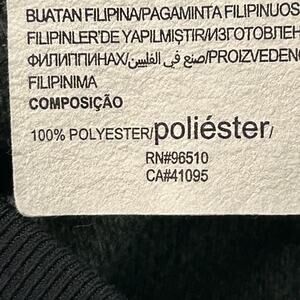 BUATAN FILIPINA/PAGAMINTA FILIPINUOS
FILIPINLER'DE YAPILMIŞTIR/ИЗГОТОВЛЕН
ФИЛИППИНАХ/صنع في الفلبين/PROIZVEDEN
FILIPINIMA
COMPOSIÇÃO
100% POLYESTER/poliéster/
RN#96510
CA#41095